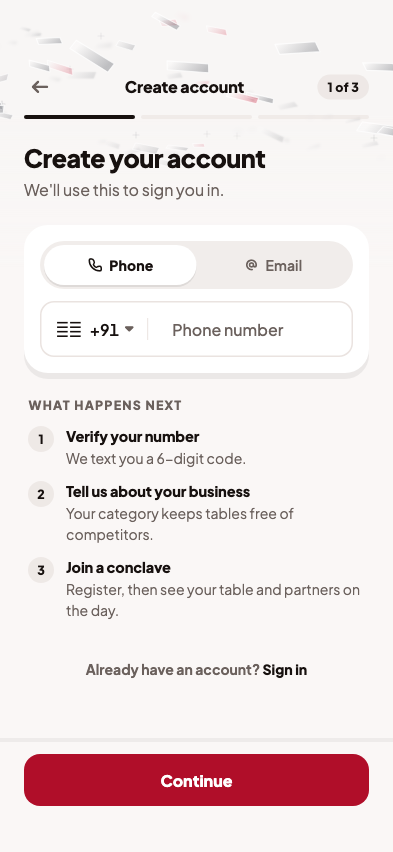 Create account
1 of 3
Create your account
We'll use this to sign you in.
Phone
@ Email
+91
Phone number
WHAT HAPPENS NEXT
1
Verify your number
We text you a 6-digit code.
2
Tell us about your business
Your category keeps tables free of
competitors.
3
Join a conclave
Register, then see your table and partners on
the day.
Already have an account? Sign in
Continue